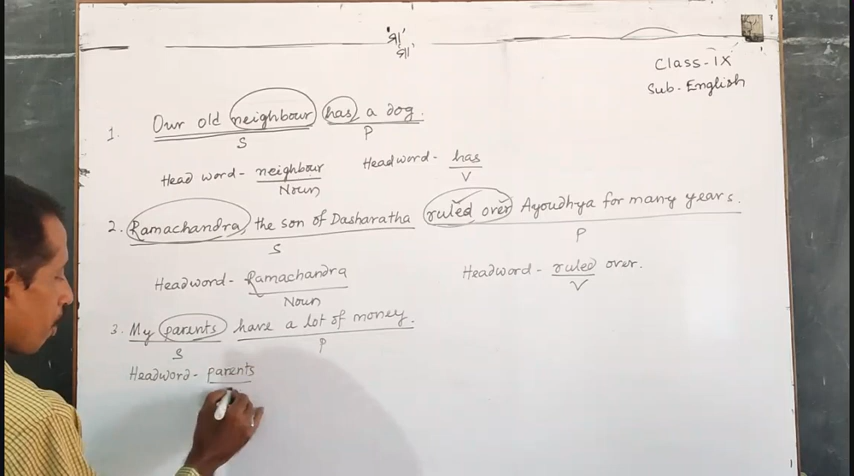 श्री
श्री
Class-IX
Sub-English
1. Our old neighbour has a dog.
S P
Head word - neighbour Headword - has
Noun V
2. Ramachandra, the son of Dasharatha ruled over Ayoudhya for many years.
S P
Headword - Ramachandra Headword - ruled over.
Noun V
3. My parents have a lot of money.
S P
Headword - parents